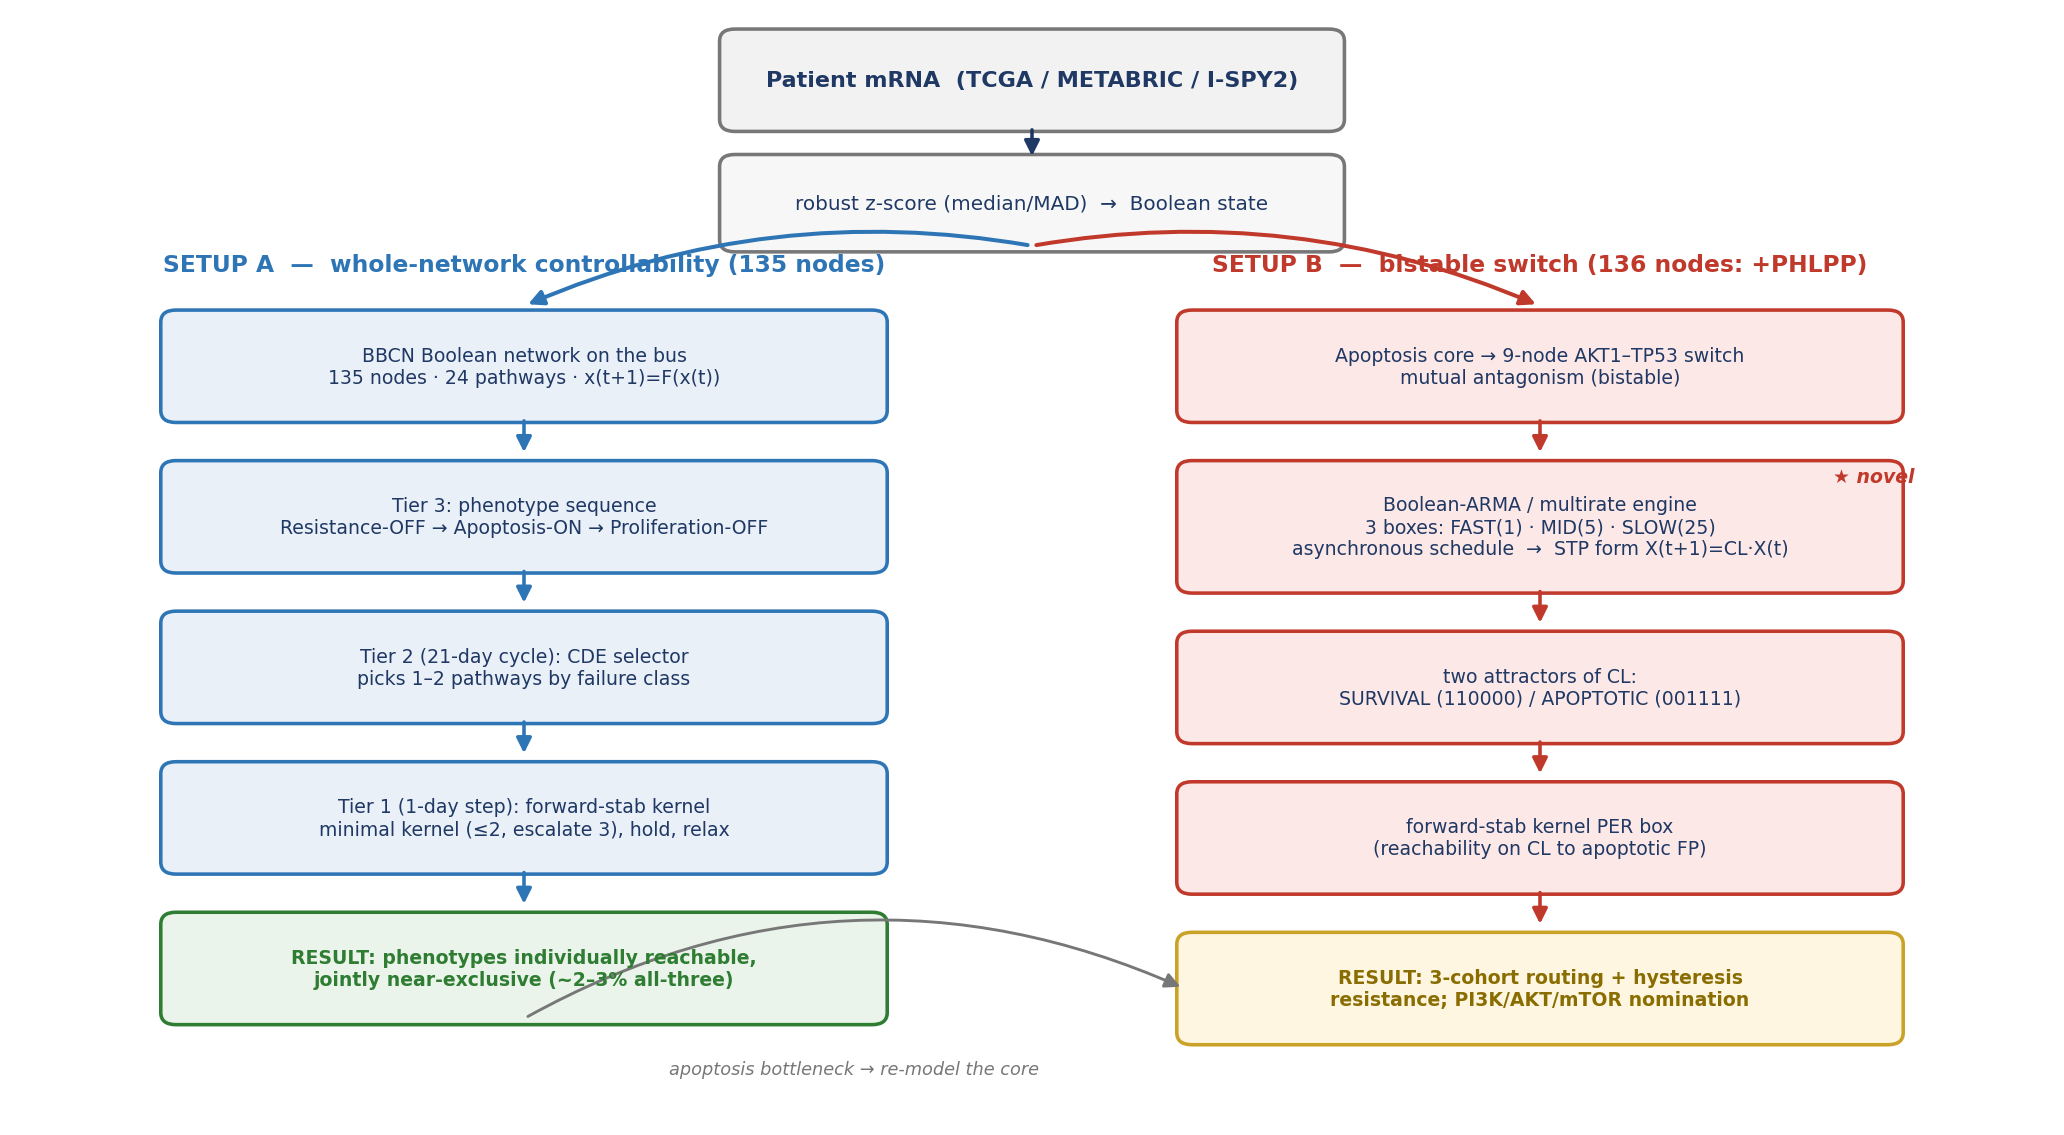 Patient mRNA (TCGA / METABRIC / I-SPY2)
robust z-score (median/MAD) → Boolean state
SETUP A — whole-network controllability (135 nodes)
BBCN Boolean network on the bus
135 nodes · 24 pathways · x(t+1)=F(x(t))
Tier 3: phenotype sequence
Resistance-OFF → Apoptosis-ON → Proliferation-OFF
Tier 2 (21-day cycle): CDE selector
picks 1–2 pathways by failure class
Tier 1 (1-day step): forward-stab kernel
minimal kernel (≤2, escalate 3), hold, relax
RESULT: phenotypes individually reachable,
jointly near-exclusive (~2–3% all-three)
SETUP B — bistable switch (136 nodes: +PHLPP)
Apoptosis core → 9-node AKT1–TP53 switch
mutual antagonism (bistable)
★ novel
Boolean-ARMA / multirate engine
3 boxes: FAST(1) · MID(5) · SLOW(25)
asynchronous schedule → STP form X(t+1)=CL·X(t)
two attractors of CL:
SURVIVAL (110000) / APOPTOTIC (001111)
forward-stab kernel PER box
(reachability on CL to apoptotic FP)
RESULT: 3-cohort routing + hysteresis
resistance; PI3K/AKT/mTOR nomination
apoptosis bottleneck → re-model the core